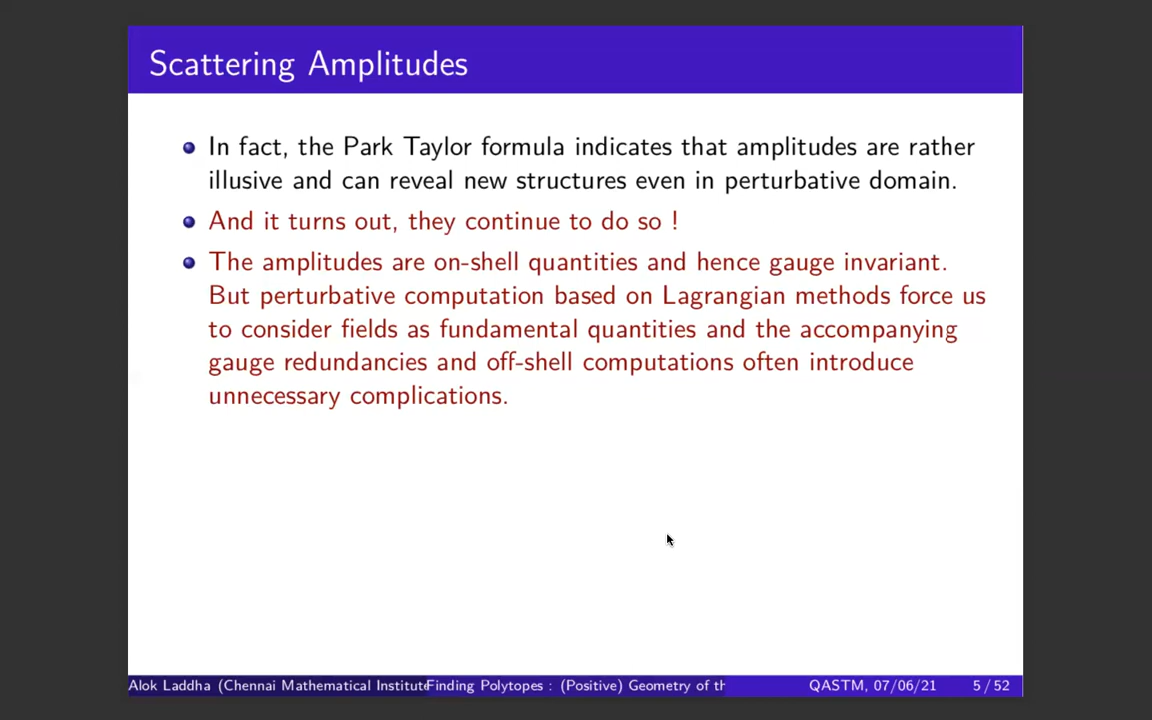 Scattering Amplitudes
In fact, the Park Taylor formula indicates that amplitudes are rather
illusive and can reveal new structures even in perturbative domain.
And it turns out, they continue to do so !
The amplitudes are on-shell quantities and hence gauge invariant.
But perturbative computation based on Lagrangian methods force us
to consider fields as fundamental quantities and the accompanying
gauge redundancies and off-shell computations often introduce
unnecessary complications.
Alok Laddha (Chennai Mathematical Institute Finding Polytopes : (Positive) Geometry of th QASTM, 07/06/21 5 / 52